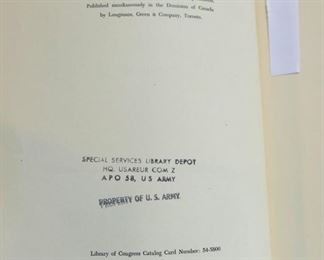 Published simultaneously in the Dominion of Canada
by Longmans, Green & Company, Toronto.
SPECIAL SERVICES LIBRARY DEPOT
HQ. USAREUR COM Z
APO 58, US ARMY
PROPERTY OF U. S. ARMY
Library of Congress Catalog Card Number: 54-5800